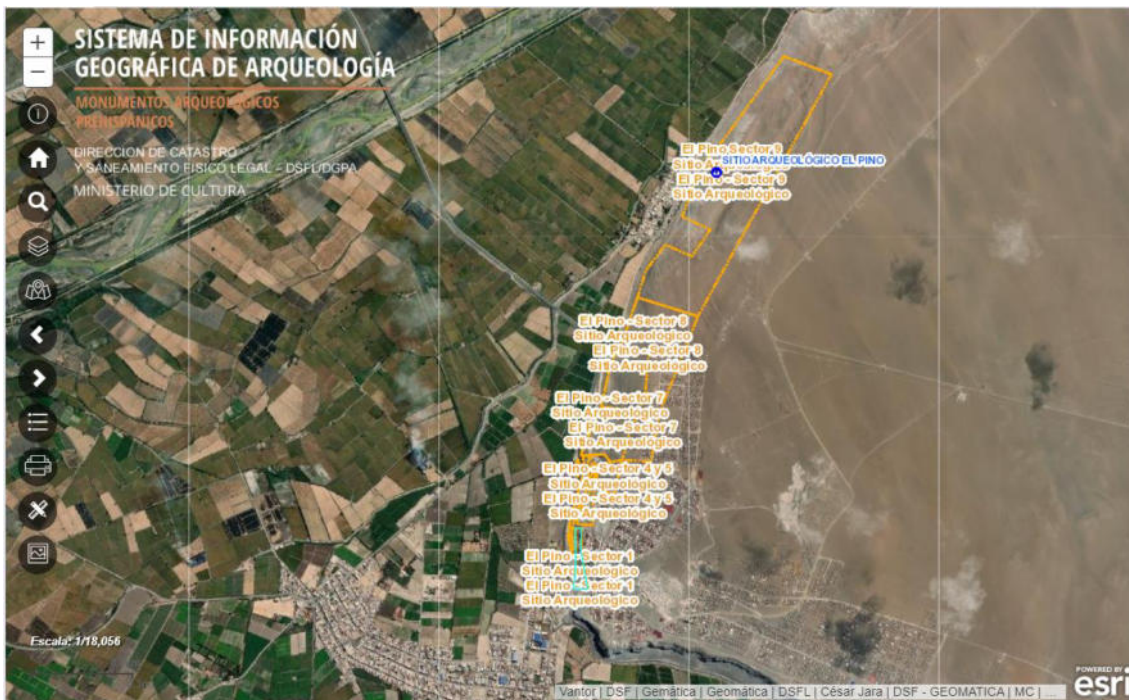 SISTEMA DE INFORMACIÓN
GEOGRÁFICA DE ARQUEOLOGÍA
MONUMENTOS ARQUEOLÓGICOS
PREHISPÁNICOS
DIRECCION DE CATASTRO
Y SANEAMIENTO FISICO LEGAL - DSFL/DGPA
MINISTERIO DE CULTURA
El Pino Sector 9
Sitio
SITIO ARQUEOLÓGICO EL PINO
El Pino - Sector 9
Sitio Arqueológico
El Pino - Sector 8
Sitio Arqueológico
El Pino - Sector 8
Sitio Arqueológico
El Pino - Sector 7
Sitio Arqueológico
El Pino - Sector 7
Sitio Arqueológico
El Pino - Sector 4 y 5
Sitio Arqueológico
El Pino - Sector 4 y 5
Sitio Arqueológico
El Pino - Sector 1
Sitio Arqueológico
El Pino - Sector 1
Sitio Arqueológico
Escala: 1/18,056
Vantor | DSF | Gemática | Geomática | DSFL | César Jara | DSF - GEOMATICA | MC |
POWERED BY
esri